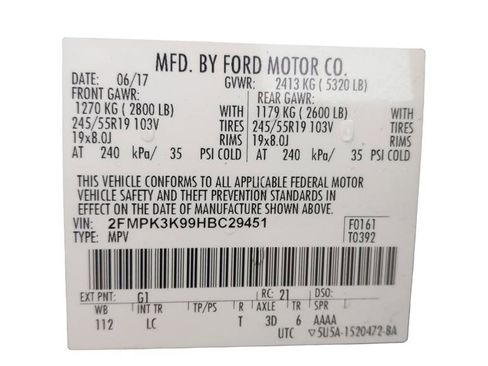 MFD. BY FORD MOTOR CO.
DATE: 06/17 GVWR: 2413 KG ( 5320 LB)
FRONT GAWR: REAR GAWR:
1270 KG ( 2800 LB) WITH 1179 KG ( 2600 LB) WITH
245/55R19 103V TIRES 245/55R19 103V TIRES
19x8.0J RIMS 19x8.0J RIMS
AT 240 kPa/ 35 PSI COLD AT 240 kPa/ 35 PSI COLD
THIS VEHICLE CONFORMS TO ALL APPLICABLE FEDERAL MOTOR
VEHICLE SAFETY AND THEFT PREVENTION STANDARDS IN
EFFECT ON THE DATE OF MANUFACTURE SHOWN ABOVE.
VIN: 2FMPK3K99HBC29451 F0161
TYPE: MPV T0392
EXT PNT: G1 RC: 21 DSO:
WB INT TR TP/PS R AXLE TR SPR
112 LC T 3D 6 AAAA
UTC ▽5U5A-1520472-BA